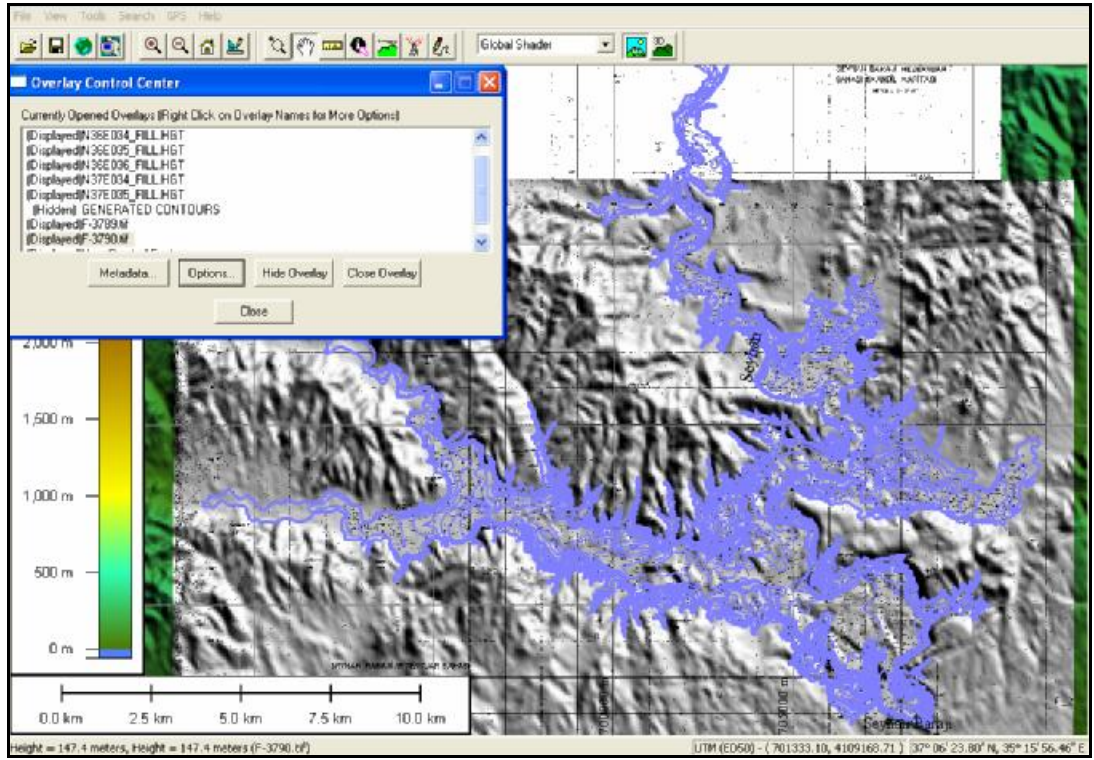 File View Tools Search GPS Help
Global Shader
Overlay Control Center
Currently Opened Overlays (Right Click on Overlay Names for More Options)
(Displayed)N36E034_FILL.HGT
(Displayed)N36E035_FILL.HGT
(Displayed)N36E036_FILL.HGT
(Displayed)N37E034_FILL.HGT
(Displayed)N37E035_FILL.HGT
(Hidden) GENERATED CONTOURS
(Displayed)F-3789.tif
(Displayed)F-3790.tif
Metadata... Options... Hide Overlay Close Overlay
Close
2,000 m
1,500 m
1,000 m
500 m
0 m
Seyhan
Seyhan Barajı
0.0 km 2.5 km 5.0 km 7.5 km 10.0 km
Height = 147.4 meters, Height = 147.4 meters (F-3790.tif)
UTM (ED50) - ( 701333.10, 4109168.71 ) 37° 06' 23.80" N, 35° 15' 56.46" E